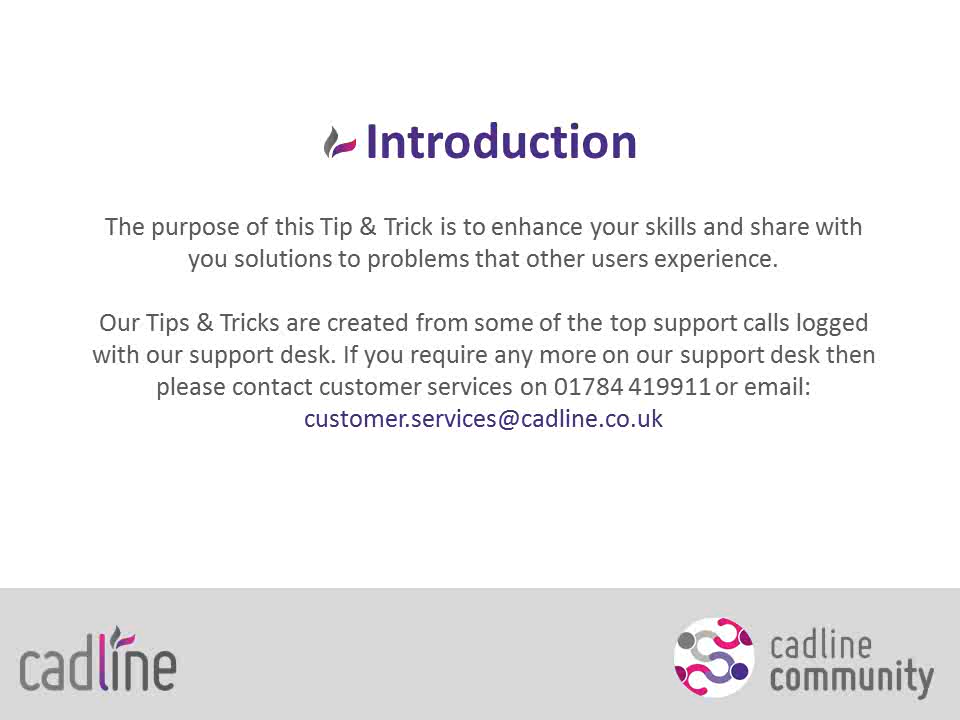 Introduction
The purpose of this Tip & Trick is to enhance your skills and share with
you solutions to problems that other users experience.
Our Tips & Tricks are created from some of the top support calls logged
with our support desk. If you require any more on our support desk then
please contact customer services on 01784 419911 or email:
customer.services@cadline.co.uk
cadline
cadline
community